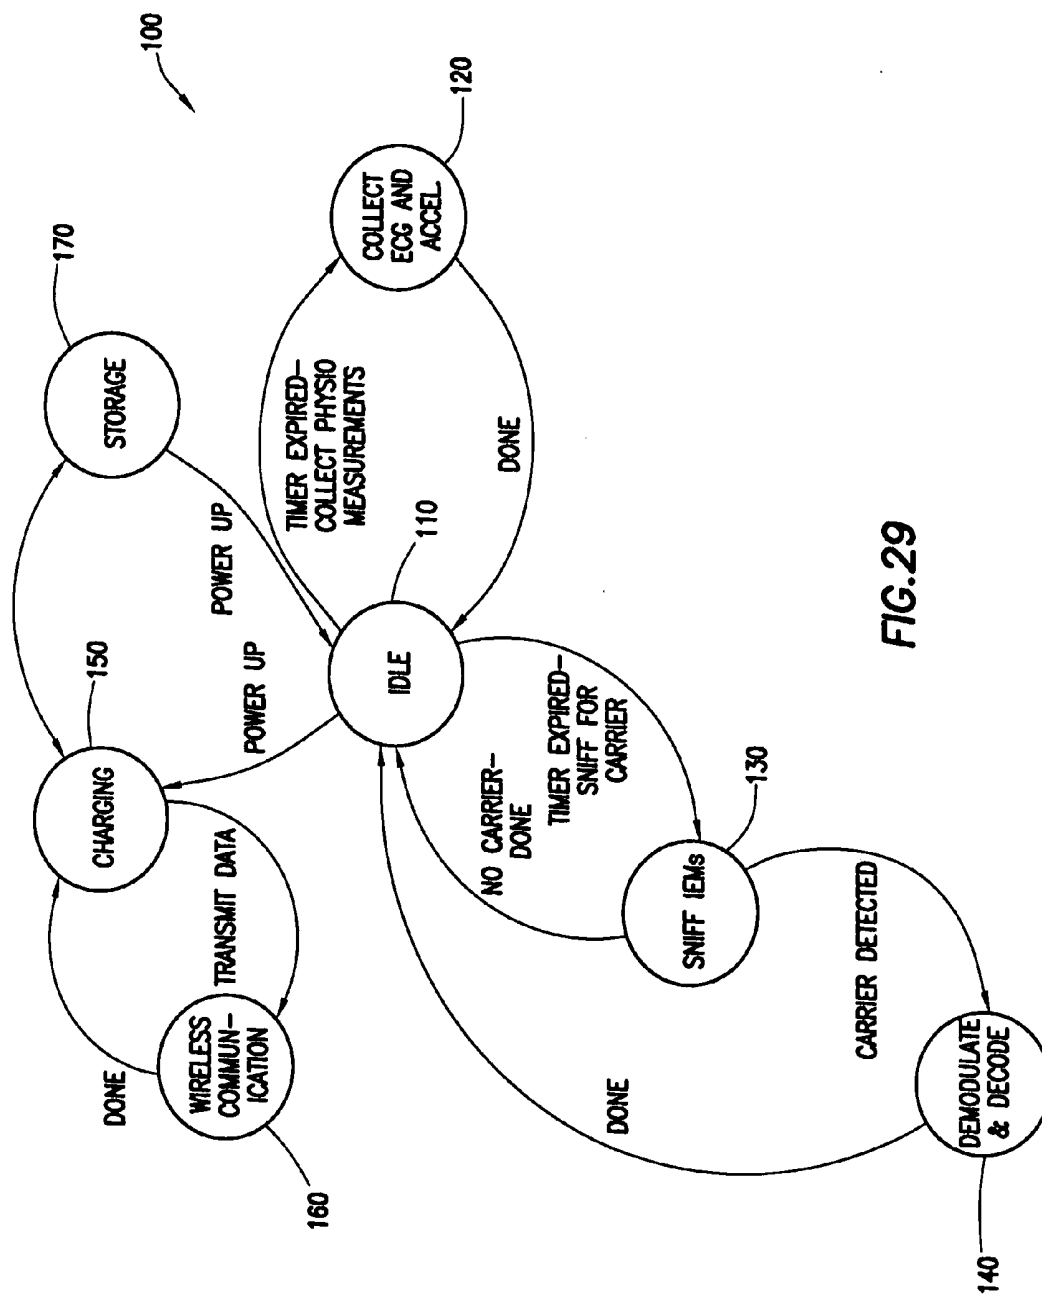 100
170
STORAGE
120
COLLECT
ECG AND
ACCEL.
150
CHARGING
POWER UP
POWER UP
TIMER EXPIRED–
COLLECT PHYSIO
MEASUREMENTS
110
IDLE
DONE
DONE
TRANSMIT DATA
WIRELESS
COMMUN–
ICATION
160
NO CARRIER–
DONE
TIMER EXPIRED–
SNIFF FOR
CARRIER
130
SNIFF IEMs
DONE
CARRIER DETECTED
DEMODULATE
& DECODE
140
FIG.29